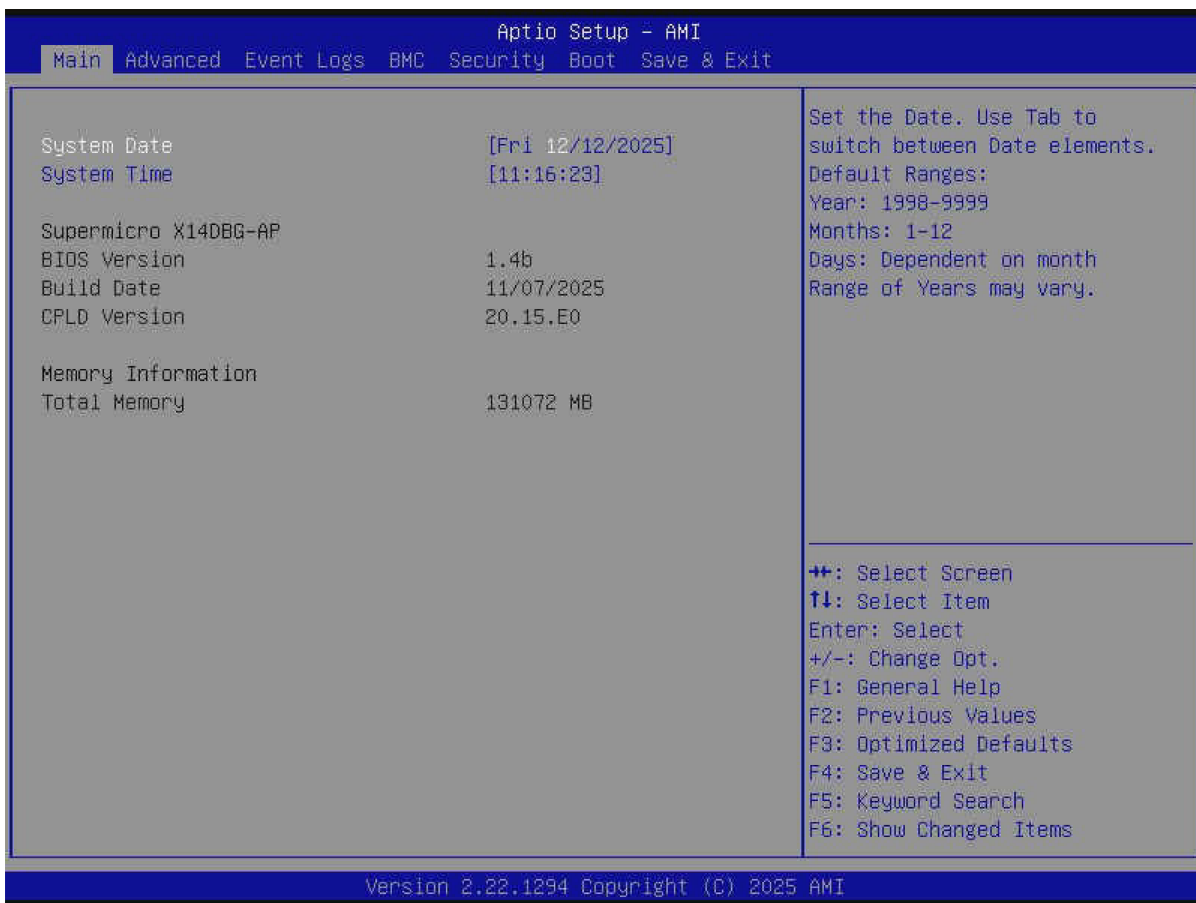 Aptio Setup – AMI
Main Advanced Event Logs BMC Security Boot Save & Exit
System Date [Fri 12/12/2025]
System Time [11:16:23]
Supermicro X14DBG-AP
BIOS Version 1.4b
Build Date 11/07/2025
CPLD Version 20.15.E0
Memory Information
Total Memory 131072 MB
Set the Date. Use Tab to
switch between Date elements.
Default Ranges:
Year: 1998-9999
Months: 1-12
Days: Dependent on month
Range of Years may vary.
→←: Select Screen
↑↓: Select Item
Enter: Select
+/-: Change Opt.
F1: General Help
F2: Previous Values
F3: Optimized Defaults
F4: Save & Exit
F5: Keyword Search
F6: Show Changed Items
Version 2.22.1294 Copyright (C) 2025 AMI